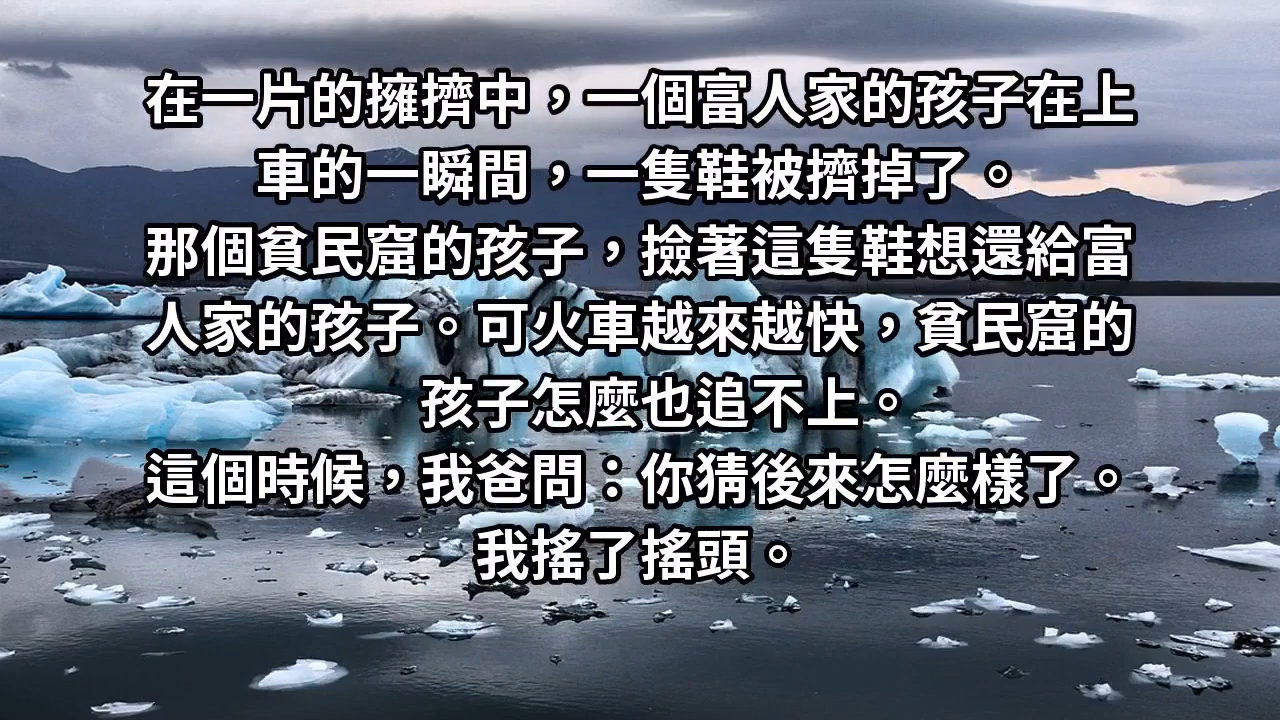 在一片的擁擠中，一個富人家的孩子在上
車的一瞬間，一隻鞋被擠掉了。
那個貧民窟的孩子，撿著這隻鞋想還給富
人家的孩子。可火車越來越快，貧民窟的
孩子怎麼也追不上。
這個時候，我爸問：你猜後來怎麼樣了。
我搖了搖頭。